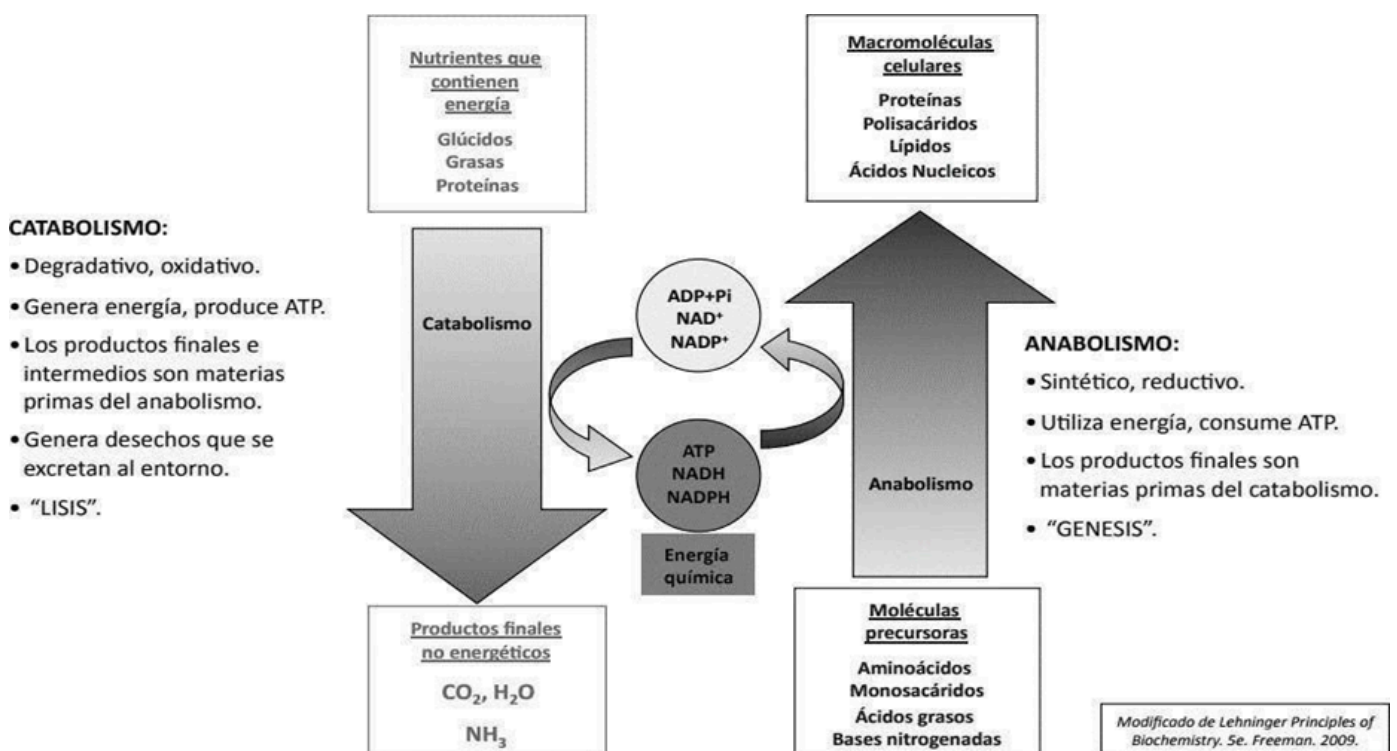 Nutrientes que
contienen
energía
Glúcidos
Grasas
Proteínas
Macromoléculas
celulares
Proteínas
Polisacáridos
Lípidos
Ácidos Nucleicos
CATABOLISMO:
• Degradativo, oxidativo.
• Genera energía, produce ATP.
• Los productos finales e
intermedios son materias
primas del anabolismo.
• Genera desechos que se
excretan al entorno.
• “LISIS”.
Catabolismo
ADP+Pi
NAD⁺
NADP⁺
ATP
NADH
NADPH
Energía
química
Anabolismo
ANABOLISMO:
• Sintético, reductivo.
• Utiliza energía, consume ATP.
• Los productos finales son
materias primas del catabolismo.
• “GENESIS”.
Productos finales
no energéticos
CO₂, H₂O
NH₃
Moléculas
precursoras
Aminoácidos
Monosacáridos
Ácidos grasos
Bases nitrogenadas
Modificado de Lehninger Principles of
Biochemistry. 5e. Freeman. 2009.